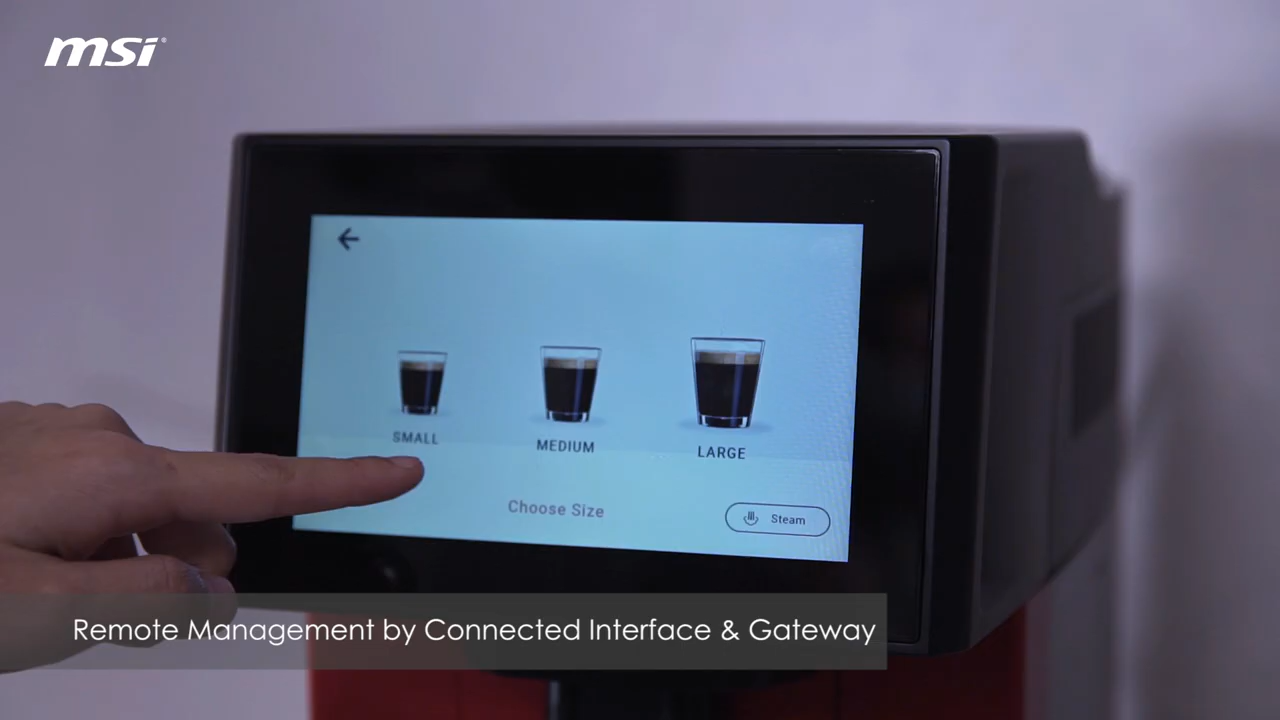 msi
SMALL
MEDIUM
LARGE
Choose Size
Steam
Remote Management by Connected Interface & Gateway